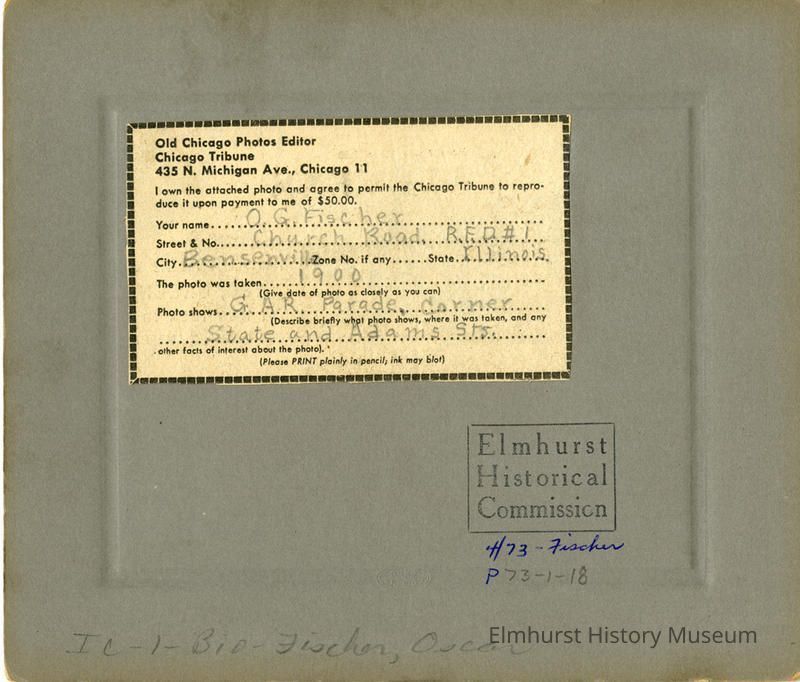 Old Chicago Photos Editor
Chicago Tribune
435 N. Michigan Ave., Chicago 11
I own the attached photo and agree to permit the Chicago Tribune to repro-
duce it upon payment to me of $50.00.
Your name O. G. Fischer
Street & No. Church Road, R.F.D#1
City Bensenville Zone No. if any State Illinois
The photo was taken 1900
(Give date of photo as closely as you can)
Photo shows G.A.R. Parade, corner
(Describe briefly what photo shows, where it was taken, and any
State and Adams Sts.
other facts of interest about the photo).
(Please PRINT plainly in pencil; ink may blot)
Elmhurst
Historical
Commission
#73 - Fischer
P73-1-18
Elmhurst History Museum
I C-1-Bio-Fischer, Oscar